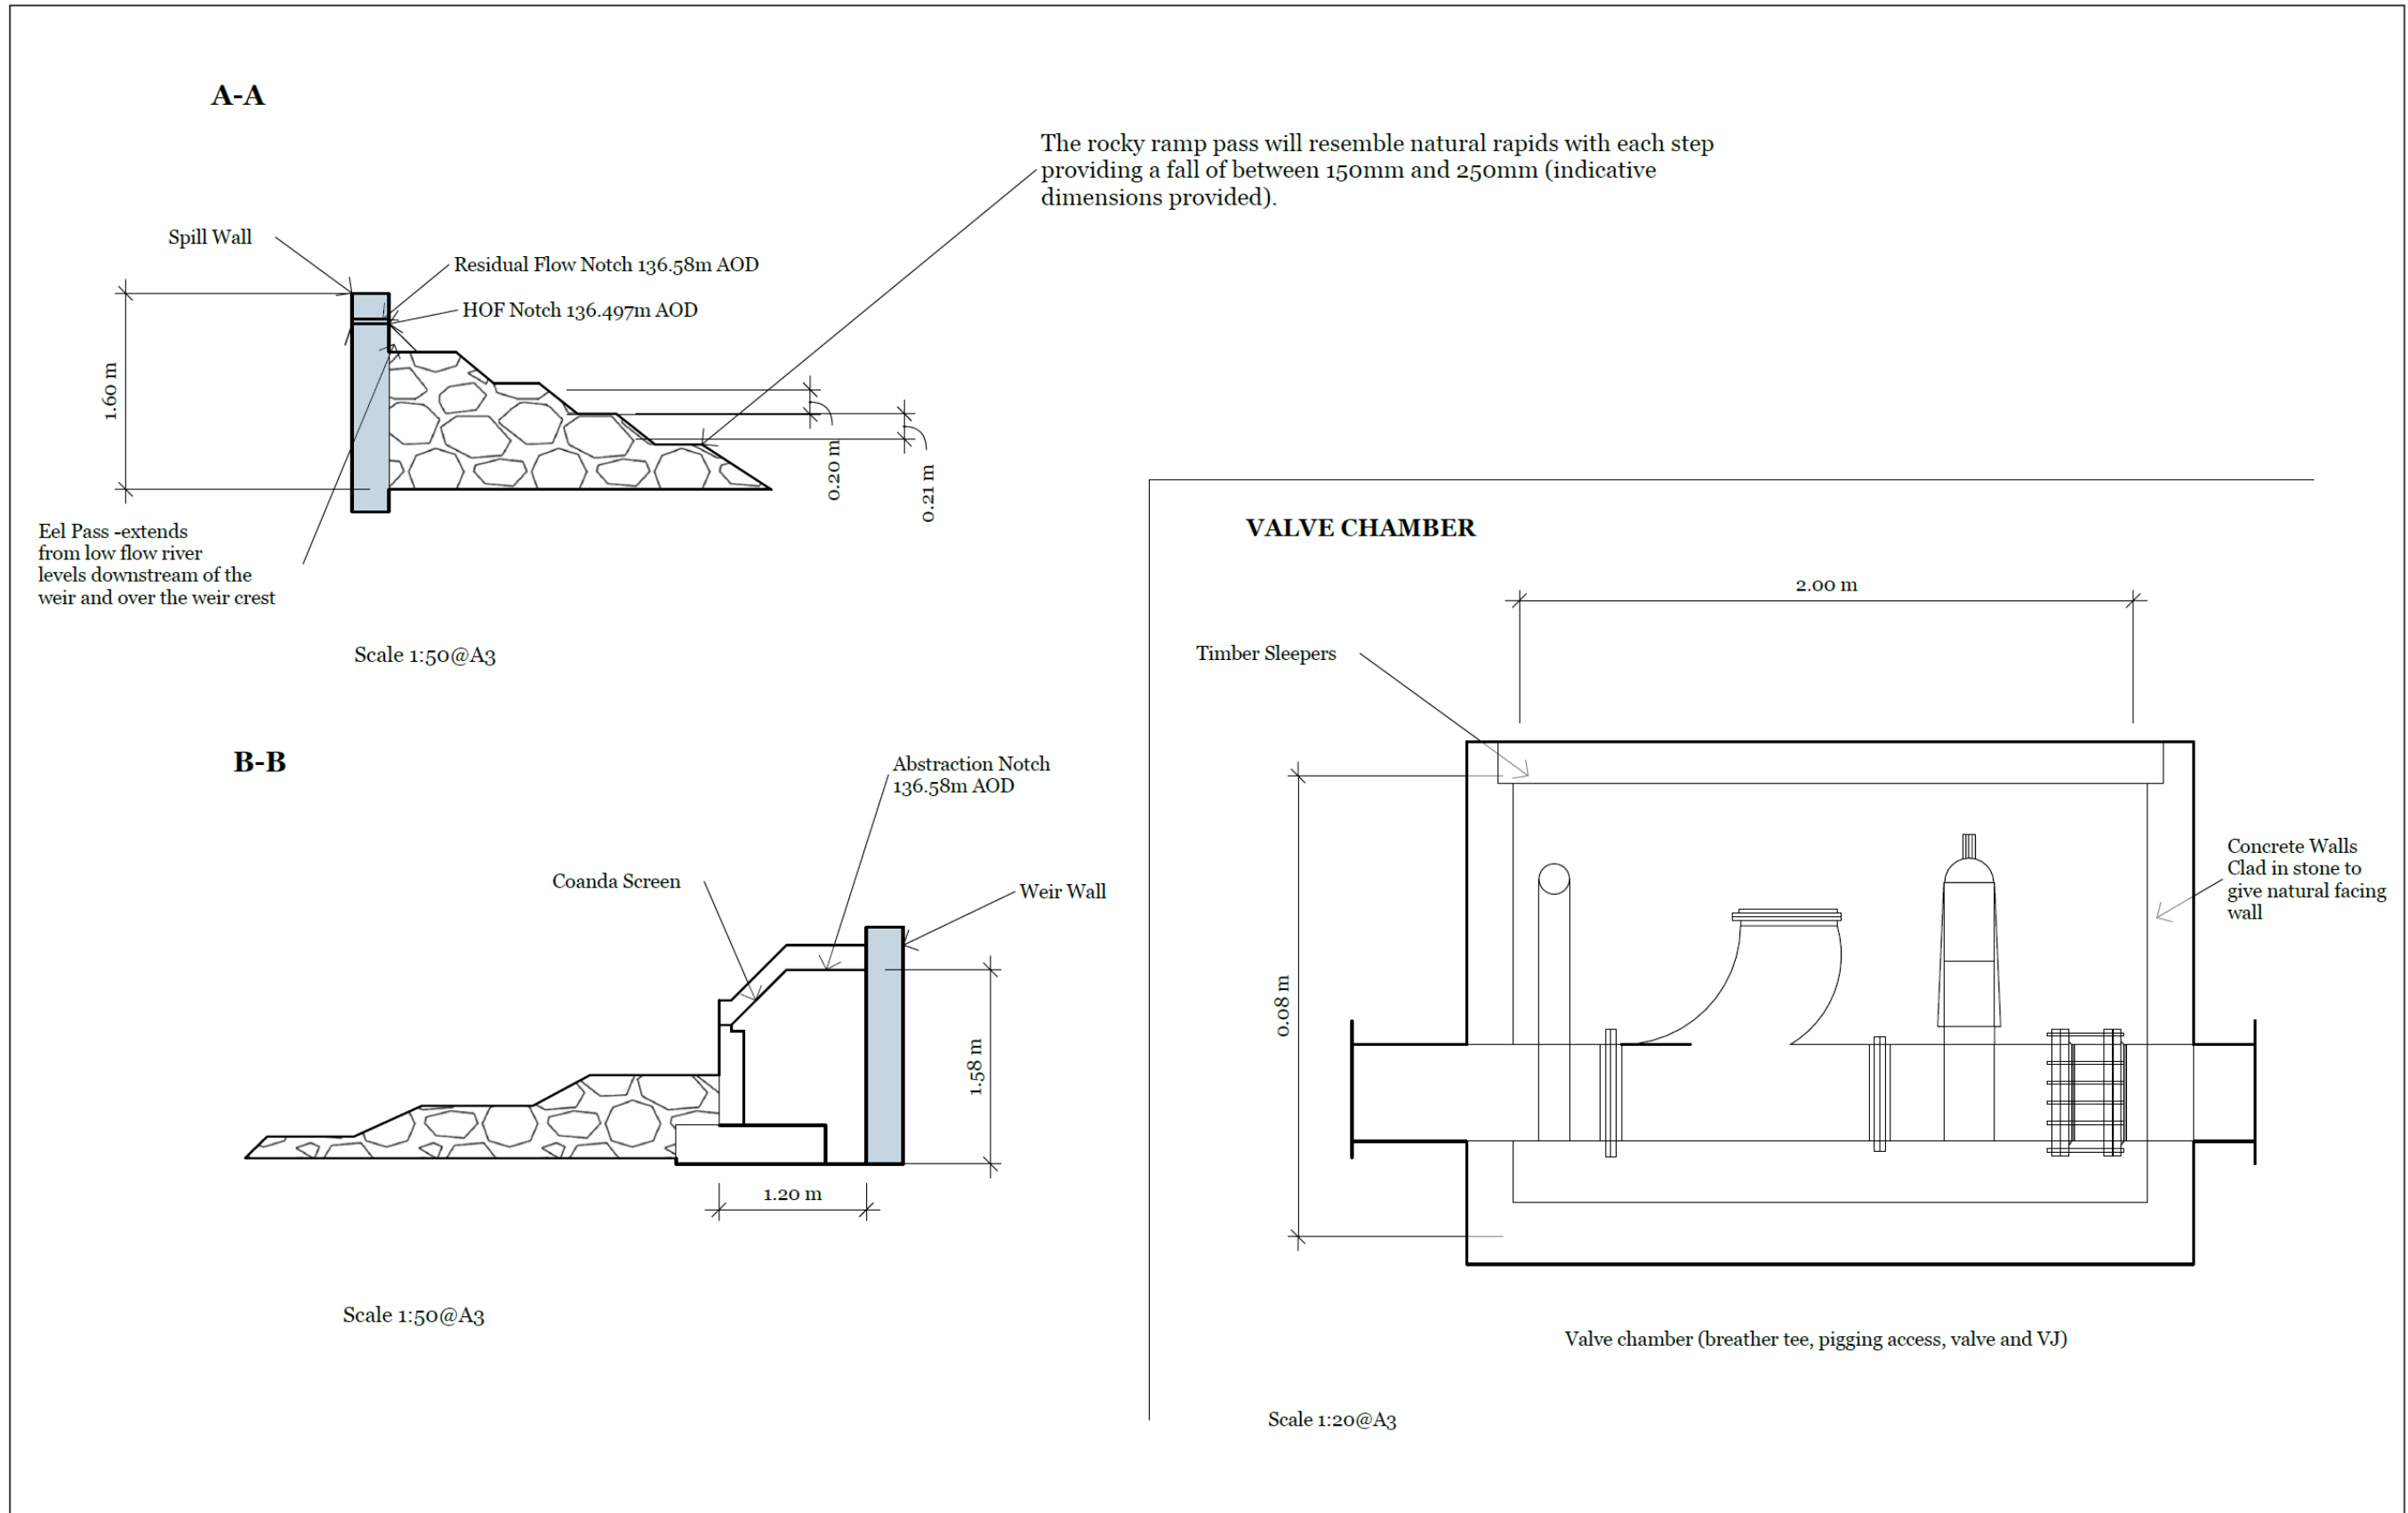 A-A
The rocky ramp pass will resemble natural rapids with each step
providing a fall of between 150mm and 250mm (indicative
dimensions provided).
Spill Wall
Residual Flow Notch 136.58m AOD
HOF Notch 136.497m AOD
1.60 m
0.20 m
0.21 m
Eel Pass -extends
from low flow river
levels downstream of the
weir and over the weir crest
Scale 1:50@A3
B-B
Abstraction Notch
136.58m AOD
Coanda Screen
Weir Wall
1.58 m
1.20 m
Scale 1:50@A3
VALVE CHAMBER
2.00 m
Timber Sleepers
Concrete Walls
Clad in stone to
give natural facing
wall
0.08 m
Valve chamber (breather tee, pigging access, valve and VJ)
Scale 1:20@A3